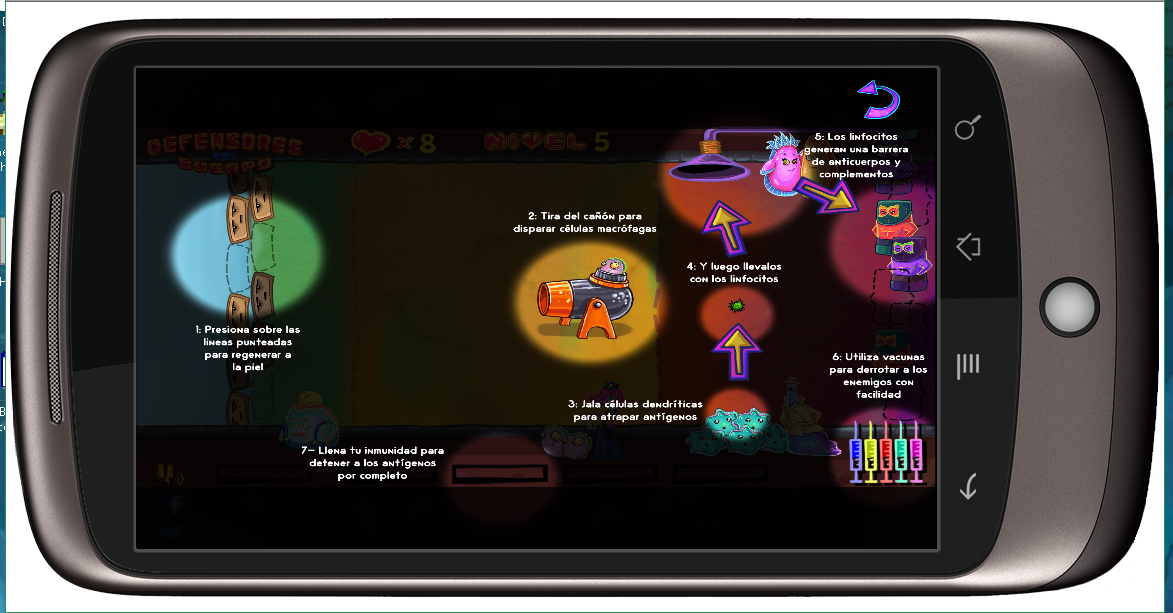 DEFENSORES
DEL
CUERPO
x 8
NIVEL 5
5: Los linfocitos
generan una barrera
de anticuerpos y
complementos
2: Tira del cañón para
disparar células macrófagas
4: Y luego llevalos
con los linfocitos
1: Presiona sobre las
lineas punteadas
para regenerar a
la piel
6: Utiliza vacunas
para derrotar a los
enemigos con
facilidad
3: Jala células dendríticas
para atrapar antígenos
7- Llena tu inmunidad para
detener a los antígenos
por completo